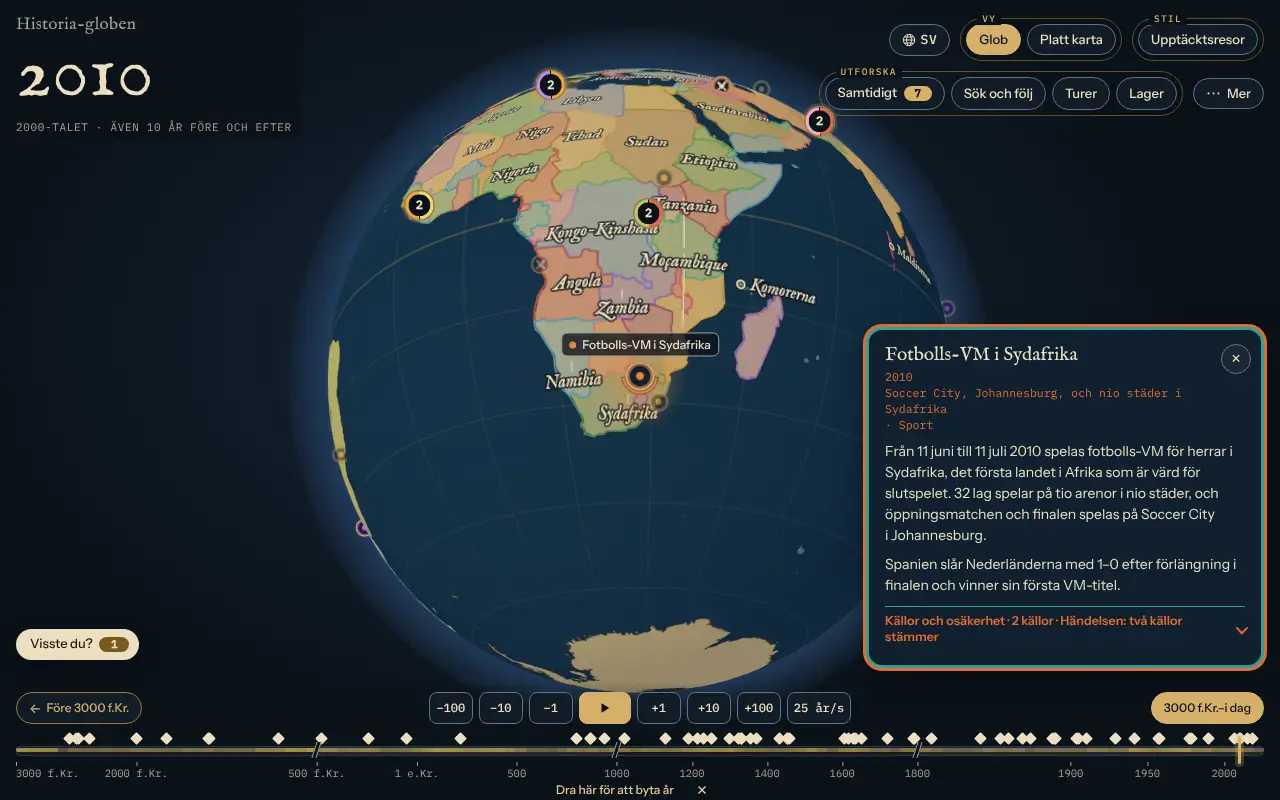 Historia-globen
2010
2000-TALET · ÄVEN 10 ÅR FÖRE OCH EFTER
SV
VY
Glob
Platt karta
STIL
Upptäcktsresor
UTFORSKA
Samtidigt 7
Sök och följ
Turer
Lager
··· Mer
2
2
2
2
Libyen
Saudiarabien
Mali
Niger
Tchad
Sudan
Nigeria
Etiopien
Tanzania
Kongo-Kinshasa
Moçambique
Maldiverna
Angola
Komorerna
Zambia
Fotbolls-VM i Sydafrika
Namibia
Sydafrika
Fotbolls-VM i Sydafrika
2010
Soccer City, Johannesburg, och nio städer i
Sydafrika
· Sport
Från 11 juni till 11 juli 2010 spelas fotbolls-VM för herrar i
Sydafrika, det första landet i Afrika som är värd för
slutspelet. 32 lag spelar på tio arenor i nio städer, och
öppningsmatchen och finalen spelas på Soccer City
i Johannesburg.
Spanien slår Nederländerna med 1–0 efter förlängning i
finalen och vinner sin första VM-titel.
Källor och osäkerhet · 2 källor · Händelsen: två källor
stämmer
Visste du? 1
← Före 3000 f.Kr.
−100
−10
−1
+1
+10
+100
25 år/s
3000 f.Kr.–i dag
3000 f.Kr.
2000 f.Kr.
500 f.Kr.
1 e.Kr.
500
1000
1200
1400
1600
1800
1900
1950
2000
Dra här för att byta år